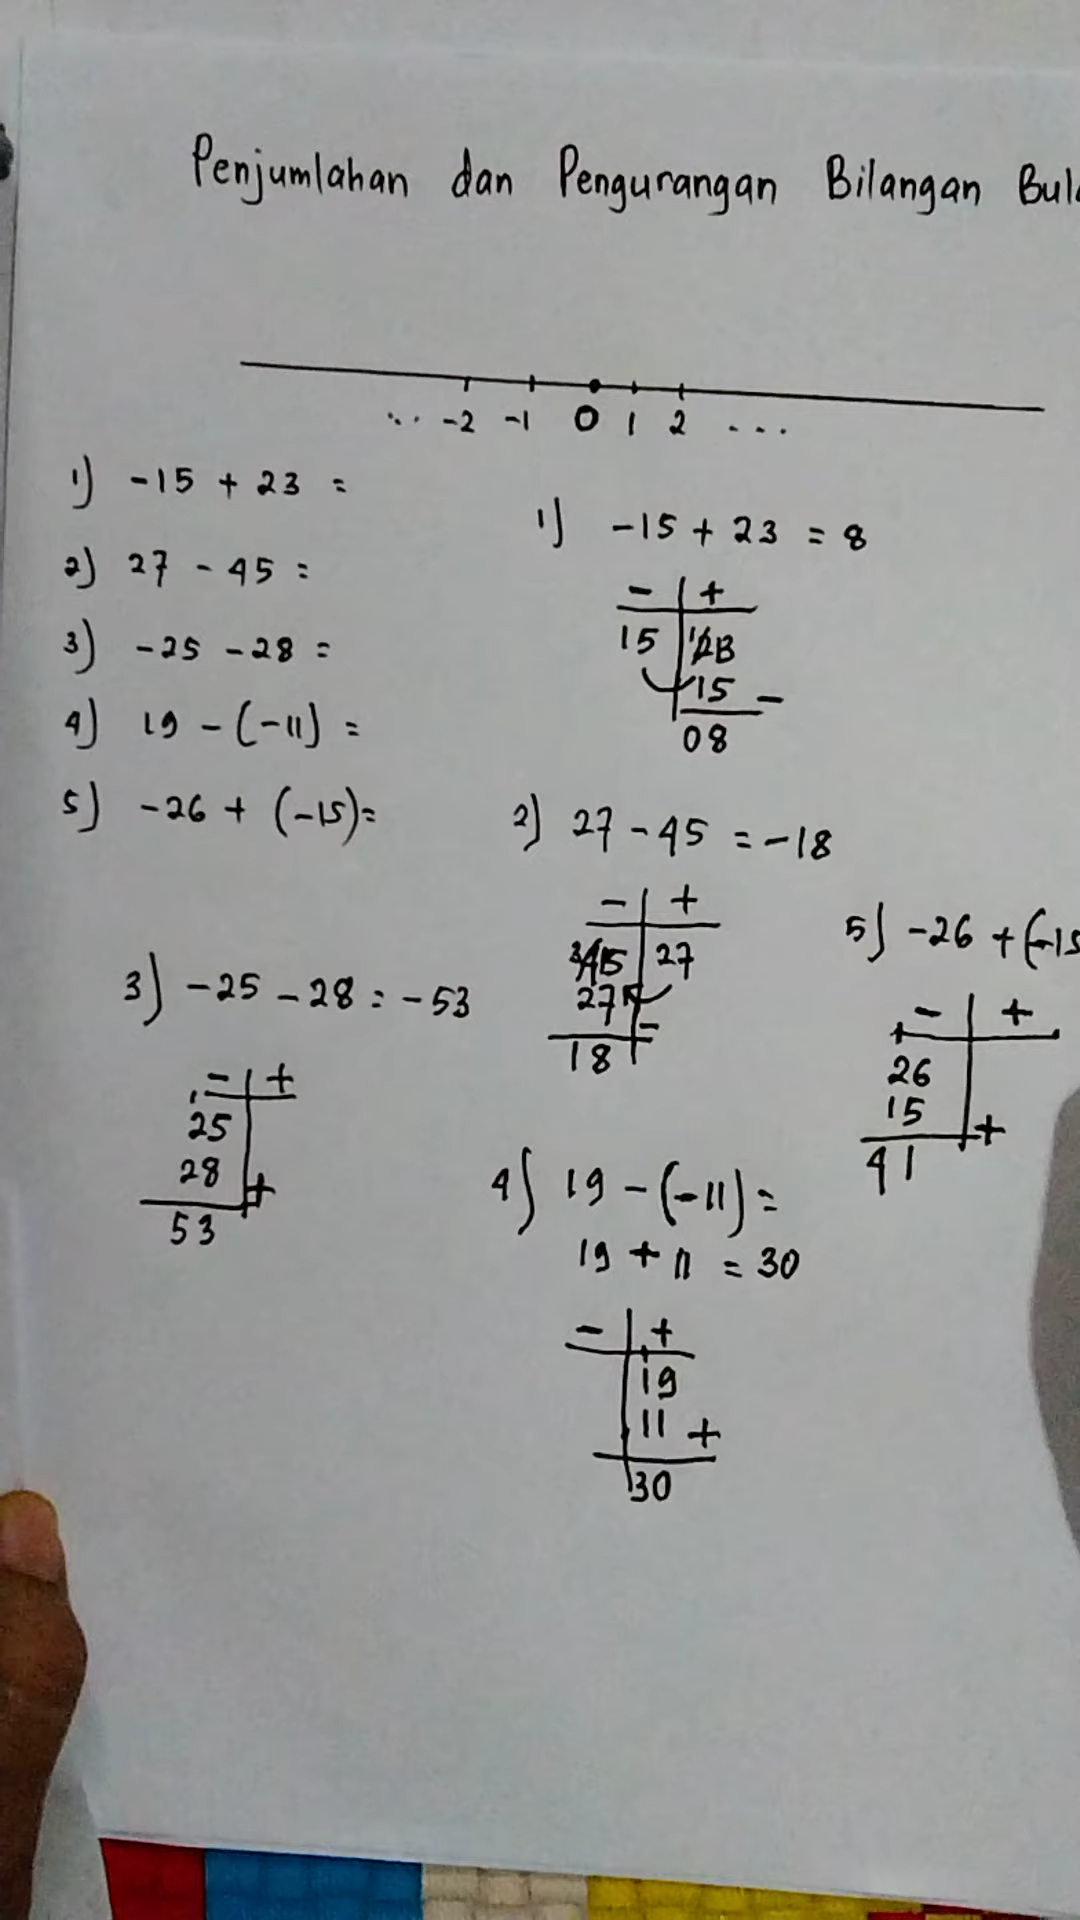 Penjumlahan dan Pengurangan Bilangan
... -2 -1 0 1 2 ...
1) -15 + 23 =
2) 27 - 45 =
3) -25 - 28 =
4) 19 - (-11) =
5) -26 + (-15) =
1) -15 + 23 = 8
- +
15
15 -
08
2) 27 - 45 = -18
- +
27
27 -
18
3) -25 - 28 = -53
- +
25
28 +
53
4) 19 - (-11) =
19 + 11 = 30
- +
19
11 +
30
5) -26 + (-15
- +
26
15 +
41